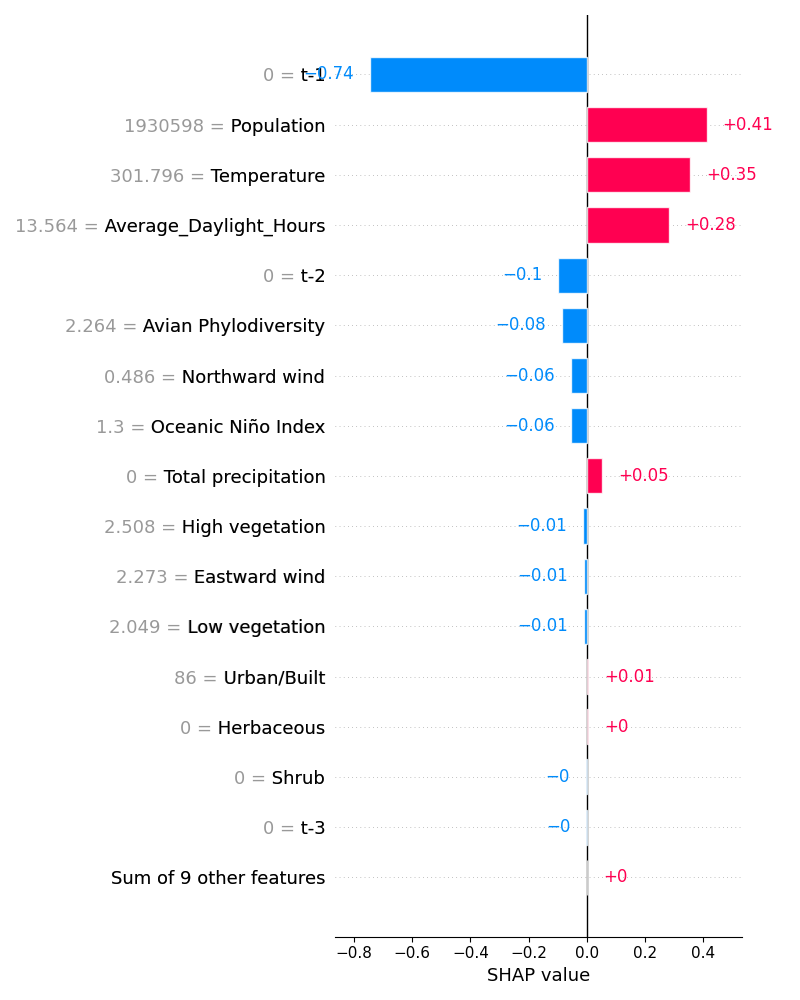 0 = t-1 −0.74
1930598 = Population +0.41
301.796 = Temperature +0.35
13.564 = Average_Daylight_Hours +0.28
0 = t-2 −0.1
2.264 = Avian Phylodiversity −0.08
0.486 = Northward wind −0.06
1.3 = Oceanic Niño Index −0.06
0 = Total precipitation +0.05
2.508 = High vegetation −0.01
2.273 = Eastward wind −0.01
2.049 = Low vegetation −0.01
86 = Urban/Built +0.01
0 = Herbaceous +0
0 = Shrub −0
0 = t-3 −0
Sum of 9 other features +0
−0.8 −0.6 −0.4 −0.2 0.0 0.2 0.4
SHAP value